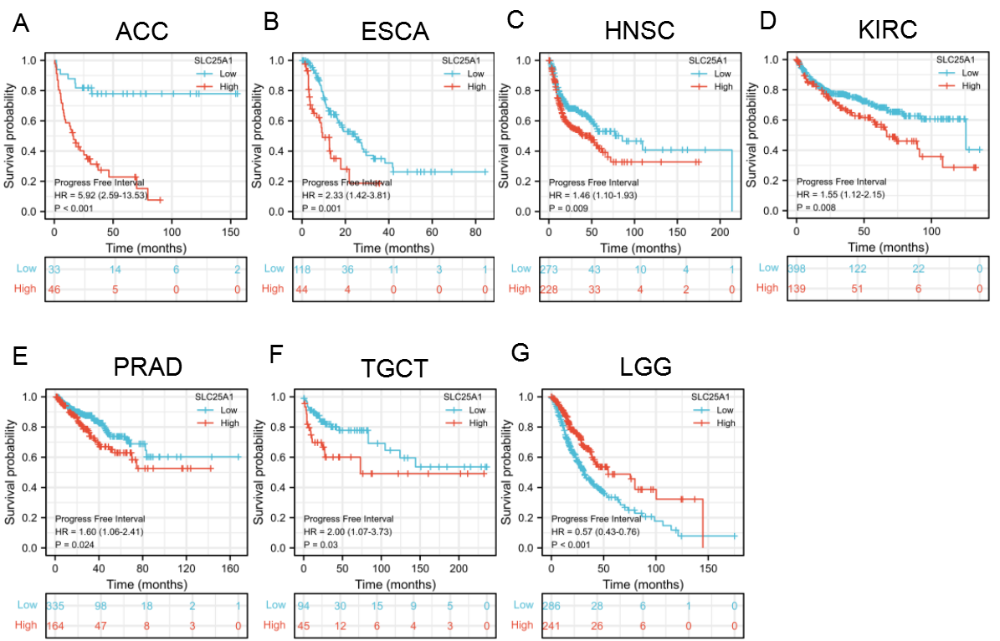 A
ACC
SLC25A1
Low
High
Survival probability
1.0
0.8
0.6
0.4
0.2
0.0
Progress Free Interval
HR = 5.92 (2.59-13.53)
P < 0.001
0 50 100 150
Time (months)
Low 33 14 6 2
High 46 5 0 0
B
ESCA
SLC25A1
Low
High
Survival probability
1.0
0.8
0.6
0.4
0.2
0.0
Progress Free Interval
HR = 2.33 (1.42-3.81)
P = 0.001
0 20 40 60 80
Time (months)
Low 118 36 11 3 1
High 44 4 0 0 0
C
HNSC
SLC25A1
Low
High
Survival probability
1.0
0.8
0.6
0.4
0.2
0.0
Progress Free Interval
HR = 1.46 (1.10-1.93)
P = 0.009
0 50 100 150 200
Time (months)
Low 273 43 10 4 1
High 228 33 4 2 0
D
KIRC
SLC25A1
Low
High
Survival probability
1.0
0.8
0.6
0.4
0.2
0.0
Progress Free Interval
HR = 1.55 (1.12-2.15)
P = 0.008
0 50 100
Time (months)
Low 398 122 22 0
High 139 51 6 0
E
PRAD
SLC25A1
Low
High
Survival probability
1.0
0.8
0.6
0.4
0.2
0.0
Progress Free Interval
HR = 1.60 (1.06-2.41)
P = 0.024
0 40 80 120 160
Time (months)
Low 335 98 18 2 1
High 164 47 8 3 0
F
TGCT
SLC25A1
Low
High
Survival probability
1.0
0.8
0.6
0.4
0.2
0.0
Progress Free Interval
HR = 2.00 (1.07-3.73)
P = 0.03
0 50 100 150 200
Time (months)
Low 94 30 15 9 5 0
High 45 12 6 4 3 0
G
LGG
SLC25A1
Low
High
Survival probability
1.0
0.8
0.6
0.4
0.2
0.0
Progress Free Interval
HR = 0.57 (0.43-0.76)
P < 0.001
0 50 100 150
Time (months)
Low 286 28 6 1 0
High 241 26 6 0 0